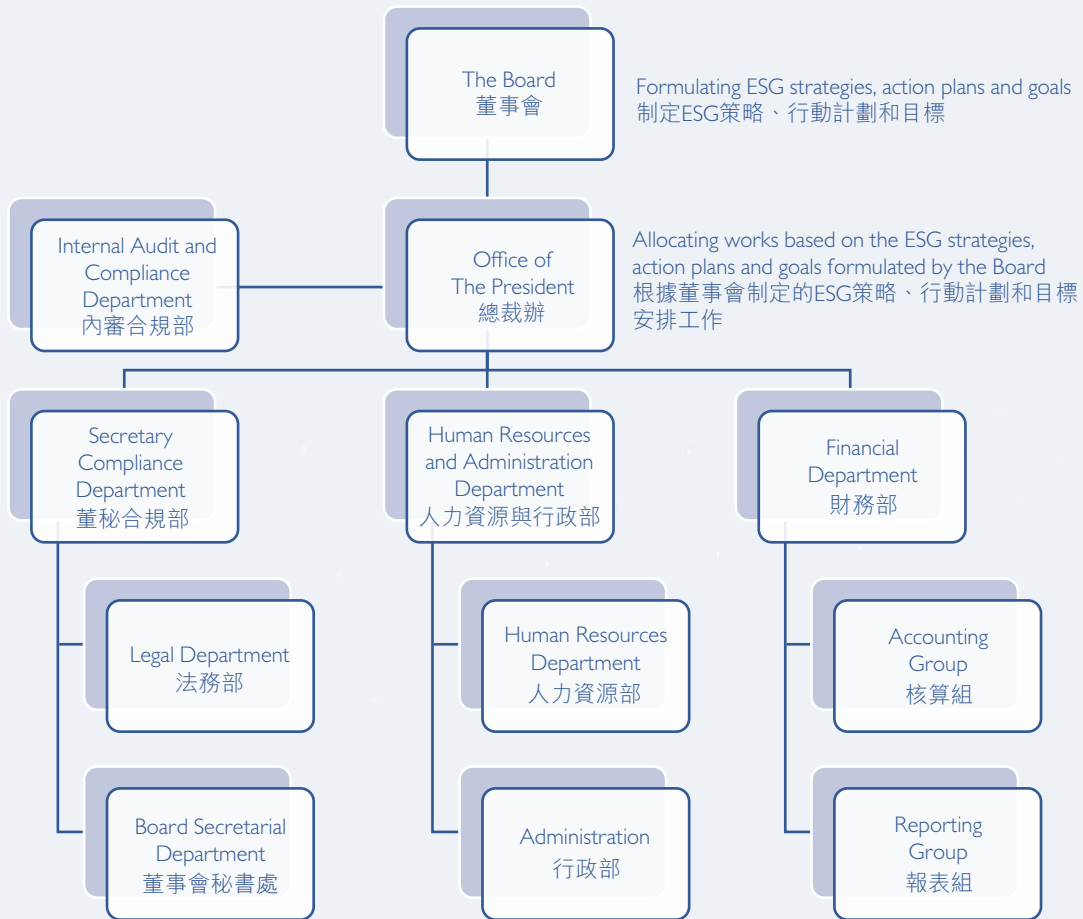 The Board
董事會
Formulating ESG strategies, action plans and goals
制定ESG策略、行動計劃和目標
Internal Audit and
Compliance
Department
內審合規部
Office of
The President
總裁辦
Allocating works based on the ESG strategies,
action plans and goals formulated by the Board
根據董事會制定的ESG策略、行動計劃和目標
安排工作
Secretary
Compliance
Department
董秘合規部
Human Resources
and Administration
Department
人力資源與行政部
Financial
Department
財務部
Legal Department
法務部
Human Resources
Department
人力資源部
Accounting
Group
核算組
Board Secretarial
Department
董事會秘書處
Administration
行政部
Reporting
Group
報表組